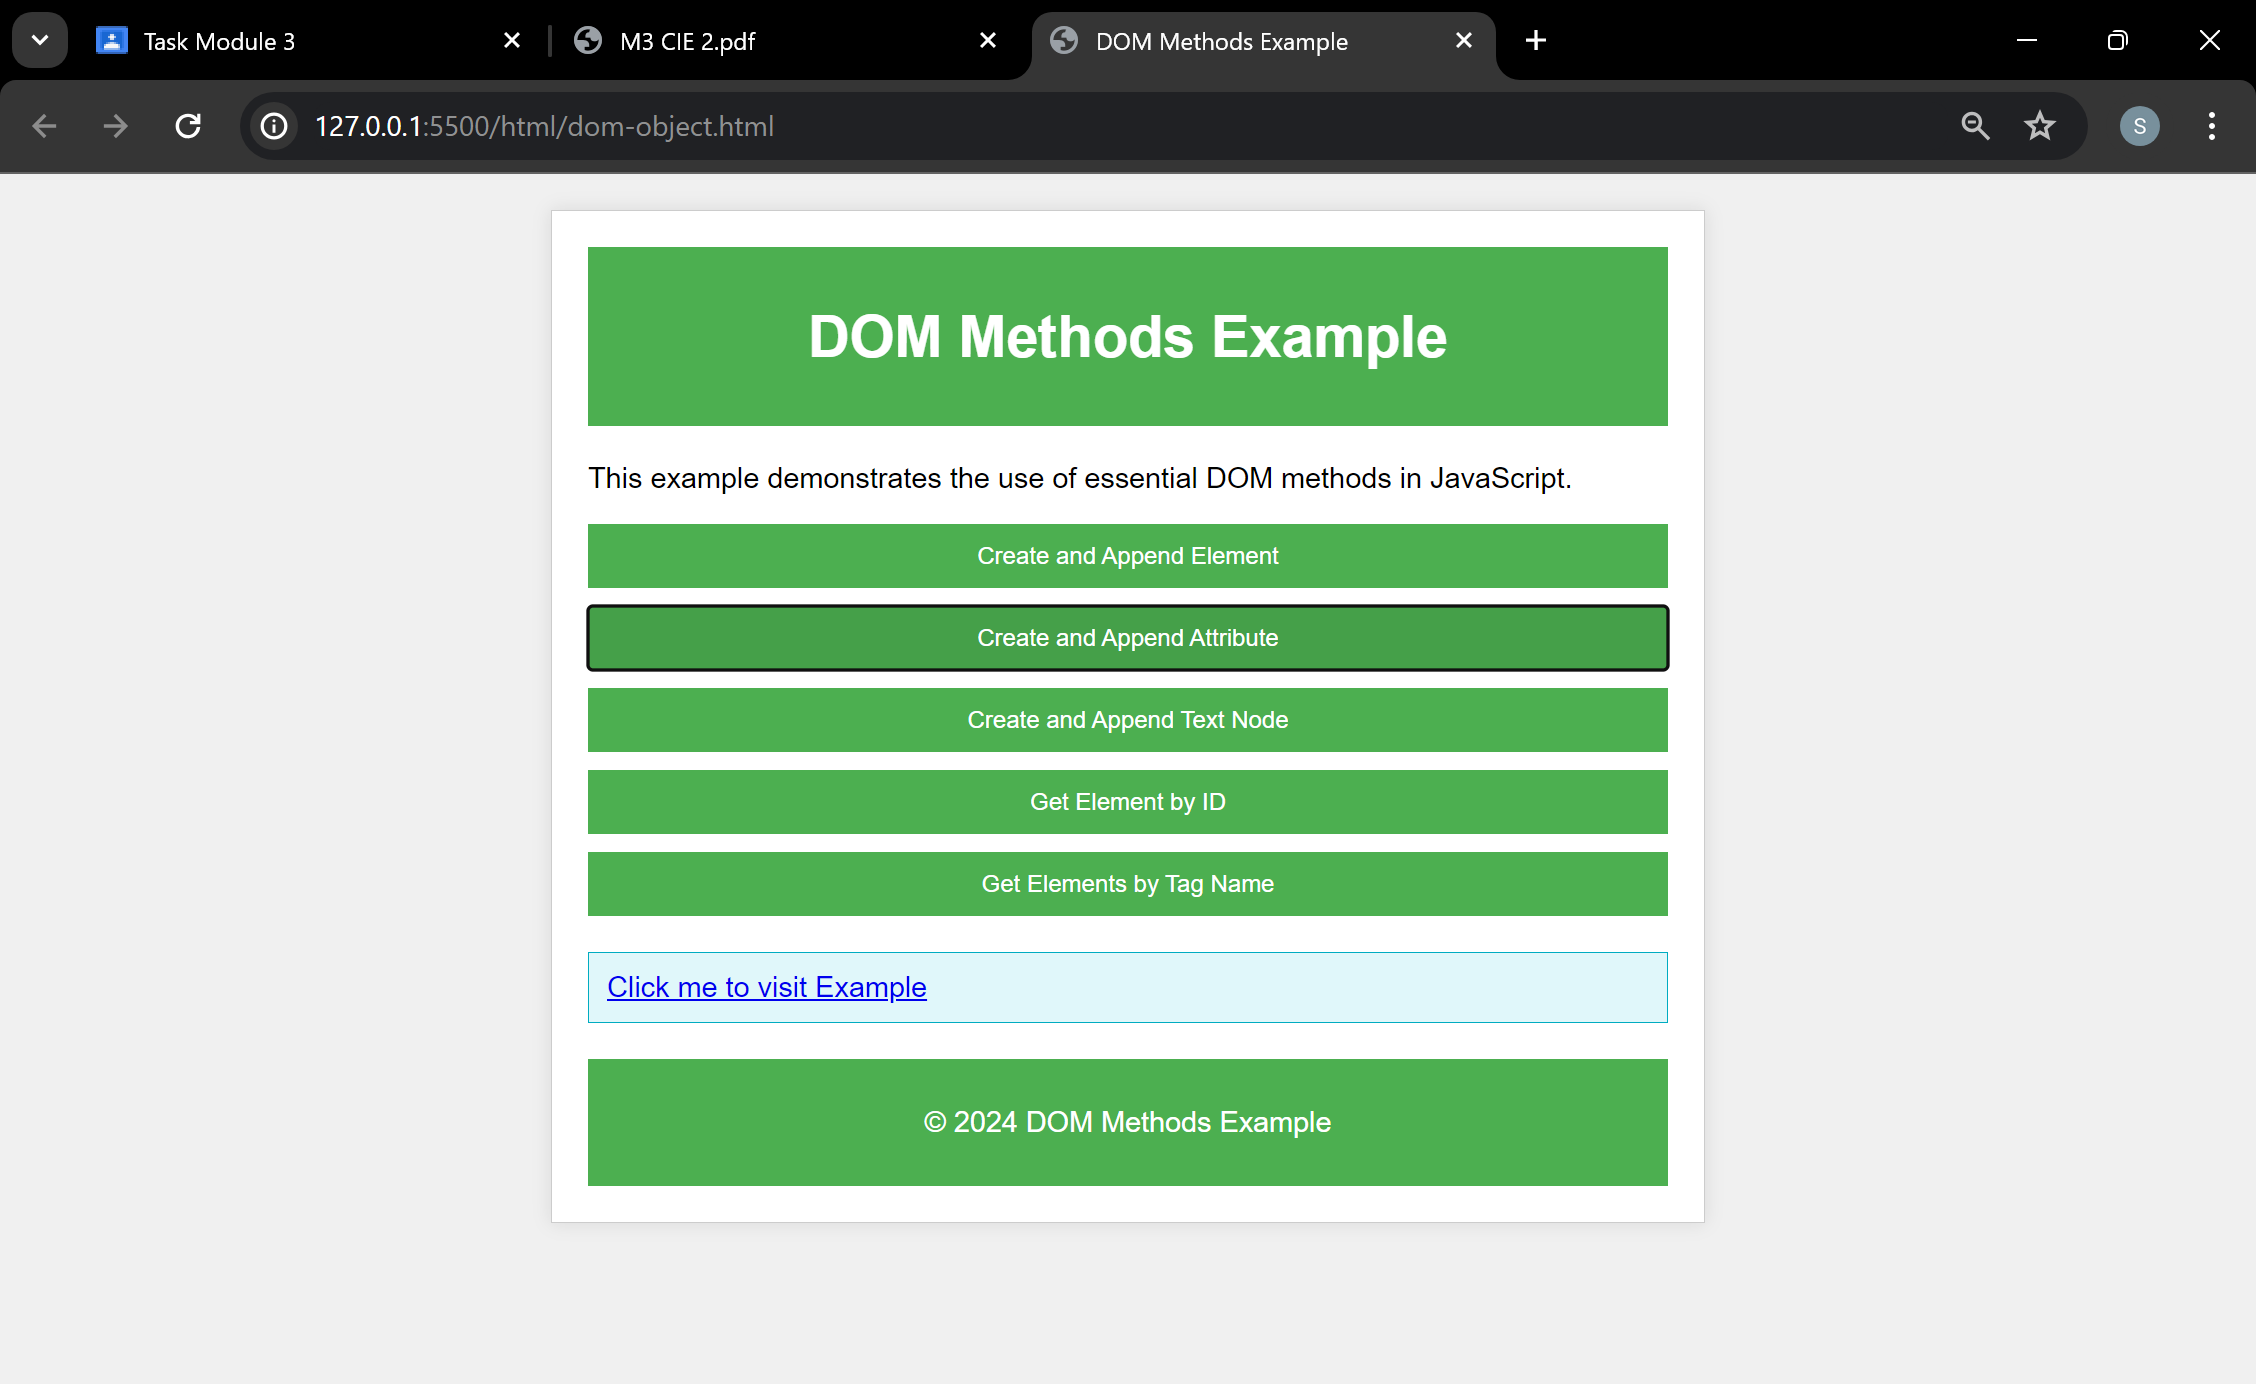 Task Module 3
M3 CIE 2.pdf
DOM Methods Example
127.0.0.1:5500/html/dom-object.html
S
DOM Methods Example
This example demonstrates the use of essential DOM methods in JavaScript.
Create and Append Element
Create and Append Attribute
Create and Append Text Node
Get Element by ID
Get Elements by Tag Name
Click me to visit Example
© 2024 DOM Methods Example